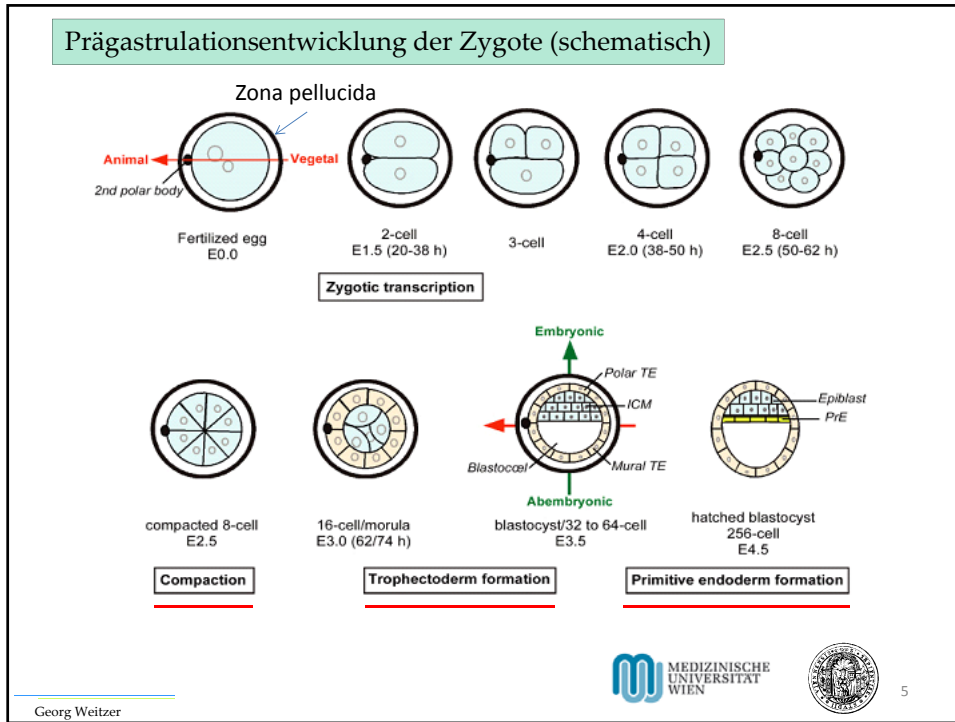 Prägastrulationsentwicklung der Zygote (schematisch)
Zona pellucida
Animal
Vegetal
2nd polar body
Fertilized egg
E0.0
2-cell
E1.5 (20-38 h)
3-cell
4-cell
E2.0 (38-50 h)
8-cell
E2.5 (50-62 h)
Zygotic transcription
Embryonic
Polar TE
ICM
Blastocœl
Mural TE
Abembryonic
Epiblast
PrE
compacted 8-cell
E2.5
16-cell/morula
E3.0 (62/74 h)
blastocyst/32 to 64-cell
E3.5
hatched blastocyst
256-cell
E4.5
Compaction
Trophectoderm formation
Primitive endoderm formation
MEDIZINISCHE
UNIVERSITÄT
WIEN
5
Georg Weitzer